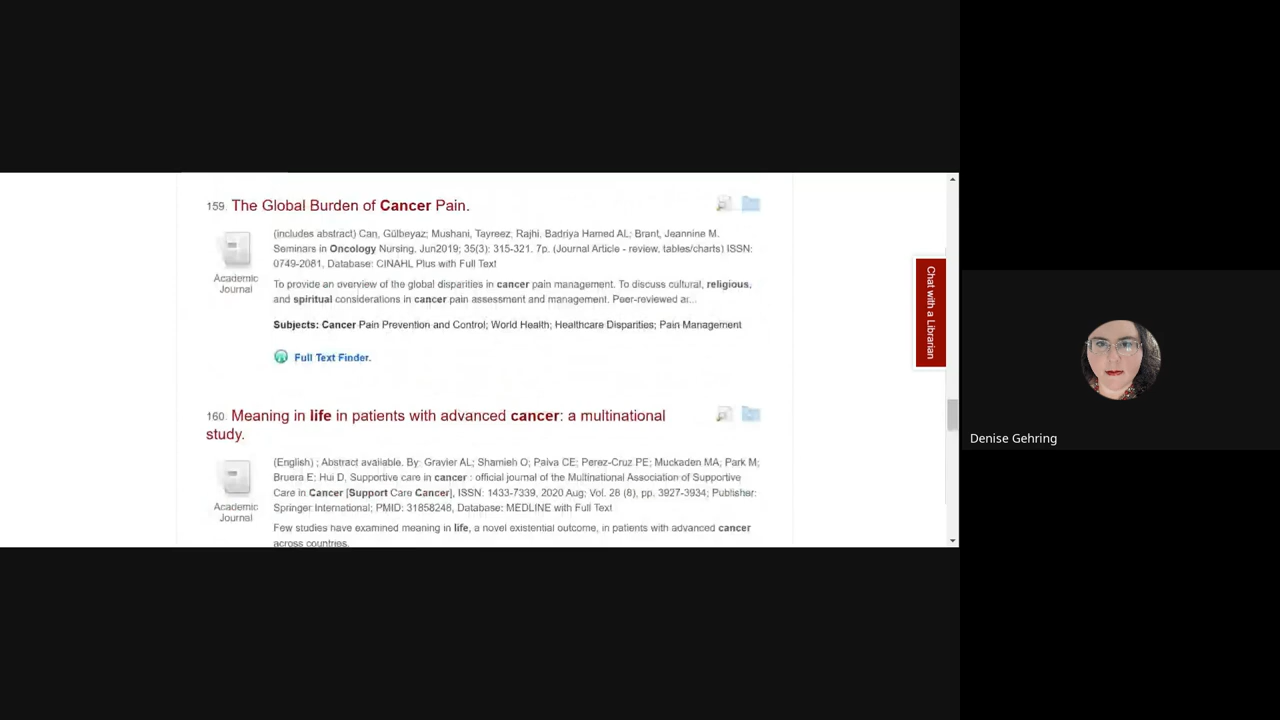 159. The Global Burden of Cancer Pain.
Academic
Journal
(includes abstract) Can, Gülbeyaz; Mushani, Tayreez; Rajhi, Badriya Hamed AL; Brant, Jeannine M.
Seminars in Oncology Nursing, Jun2019; 35(3): 315-321. 7p. (Journal Article - review, tables/charts) ISSN:
0749-2081, Database: CINAHL Plus with Full Text
To provide an overview of the global disparities in cancer pain management. To discuss cultural, religious,
and spiritual considerations in cancer pain assessment and management. Peer-reviewed ar...
Subjects: Cancer Pain Prevention and Control; World Health; Healthcare Disparities; Pain Management
Full Text Finder.
160. Meaning in life in patients with advanced cancer: a multinational
study.
Academic
Journal
(English) ; Abstract available. By: Gravier AL; Shamieh O; Paiva CE; Perez-Cruz PE; Muckaden MA; Park M;
Bruera E; Hui D, Supportive care in cancer : official journal of the Multinational Association of Supportive
Care in Cancer [Support Care Cancer], ISSN: 1433-7339, 2020 Aug; Vol. 28 (8), pp. 3927-3934; Publisher:
Springer International; PMID: 31858248, Database: MEDLINE with Full Text
Few studies have examined meaning in life, a novel existential outcome, in patients with advanced cancer
across countries.
Chat with a Librarian
Denise Gehring